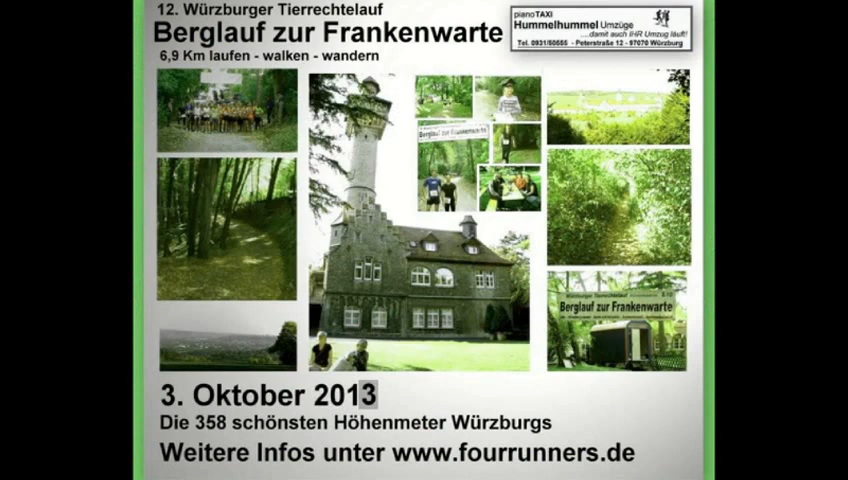 12. Würzburger Tierrechtelauf
Berglauf zur Frankenwarte
6,9 Km laufen - walken - wandern
pianoTAXI
HummelHummel Umzüge
....damit auch IHR Umzug läuft!
Tel. 0931/50555 - Peterstraße 12 - 97070 Würzburg
Berglauf zur Frankenwarte
Würzburger Tierrechtelauf
Berglauf zur Frankenwarte
3. Oktober 2013
Die 358 schönsten Höhenmeter Würzburgs
Weitere Infos unter www.fourrunners.de